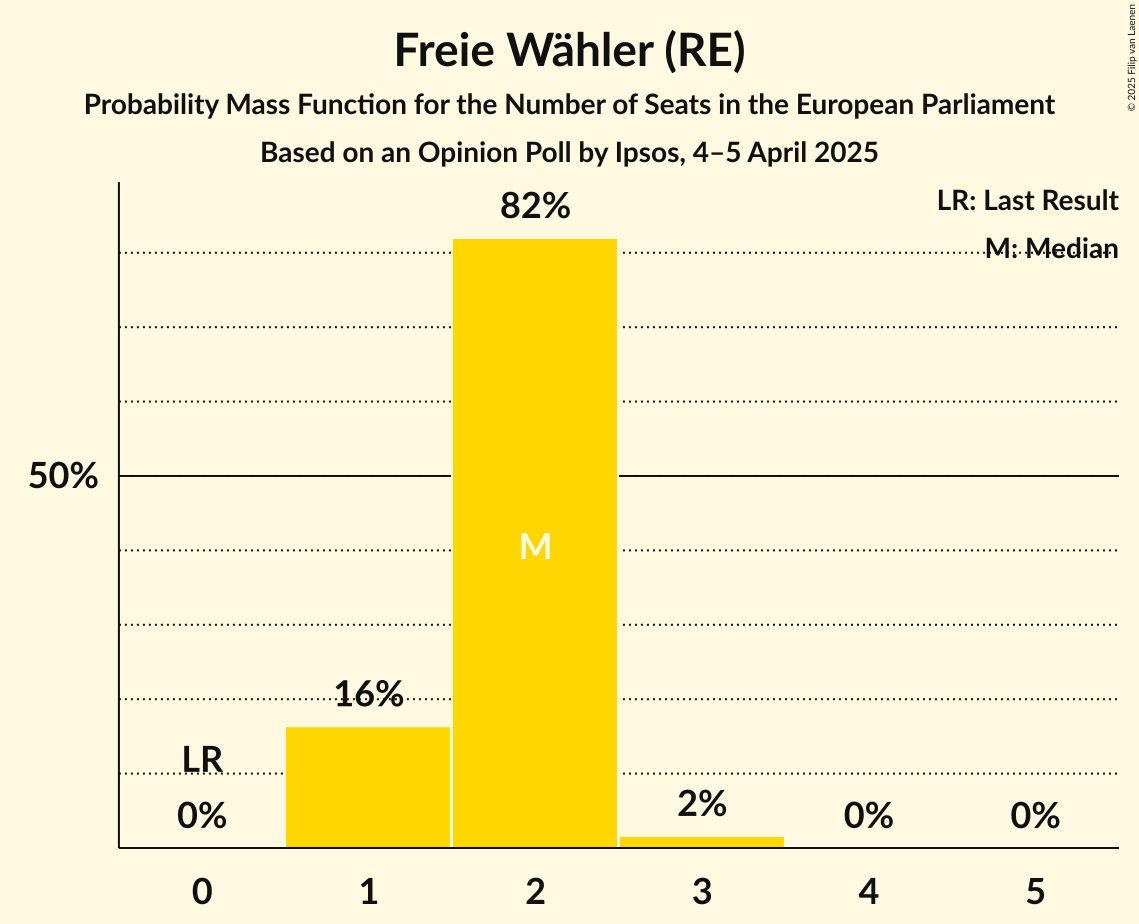 Freie Wähler (RE)
Probability Mass Function for the Number of Seats in the European Parliament
Based on an Opinion Poll by Ipsos, 4–5 April 2025
© 2025 Filip van Laenen
LR: Last Result
M: Median
82%
50%
M
16%
LR
0%
2%
0%
0%
0 1 2 3 4 5